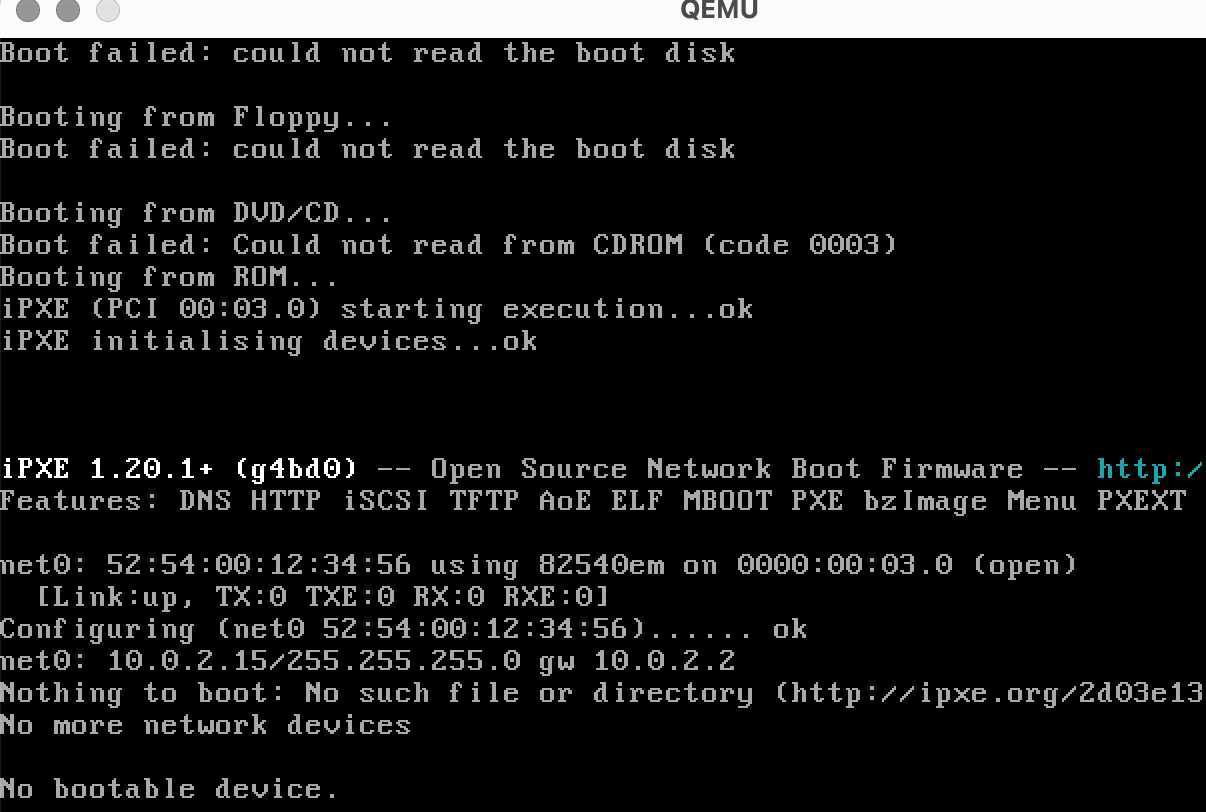 QEMU
Boot failed: could not read the boot disk
Booting from Floppy...
Boot failed: could not read the boot disk
Booting from DVD/CD...
Boot failed: Could not read from CDROM (code 0003)
Booting from ROM...
iPXE (PCI 00:03.0) starting execution...ok
iPXE initialising devices...ok
iPXE 1.20.1+ (g4bd0) -- Open Source Network Boot Firmware -- http:/
Features: DNS HTTP iSCSI TFTP AoE ELF MBOOT PXE bzImage Menu PXEXT
net0: 52:54:00:12:34:56 using 82540em on 0000:00:03.0 (open)
[Link:up, TX:0 TXE:0 RX:0 RXE:0]
Configuring (net0 52:54:00:12:34:56)...... ok
net0: 10.0.2.15/255.255.255.0 gw 10.0.2.2
Nothing to boot: No such file or directory (http://ipxe.org/2d03e13
No more network devices
No bootable device.